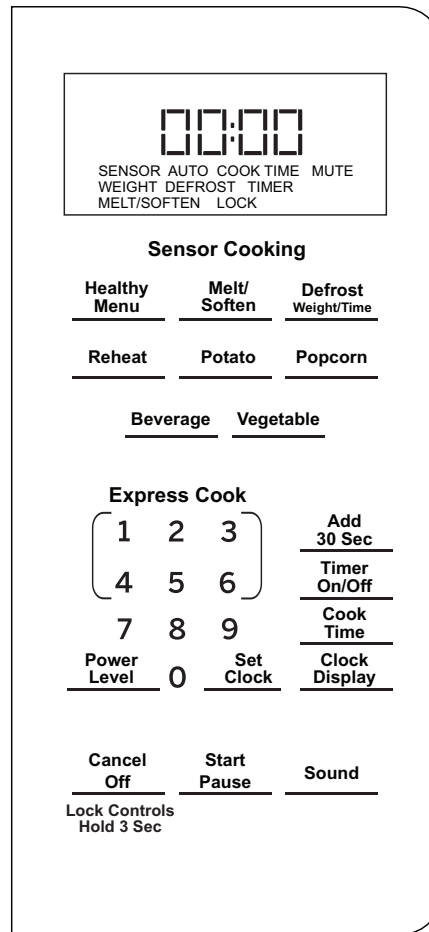 00:00
SENSOR AUTO COOK TIME MUTE
WEIGHT DEFROST TIMER
MELT/SOFTEN LOCK
Sensor Cooking
Healthy
Menu
Melt/
Soften
Defrost
Weight/Time
Reheat
Potato
Popcorn
Beverage
Vegetable
Express Cook
1 2 3
4 5 6
7 8 9
0
Add
30 Sec
Timer
On/Off
Cook
Time
Power
Level
Set
Clock
Clock
Display
Cancel
Off
Start
Pause
Sound
Lock Controls
Hold 3 Sec